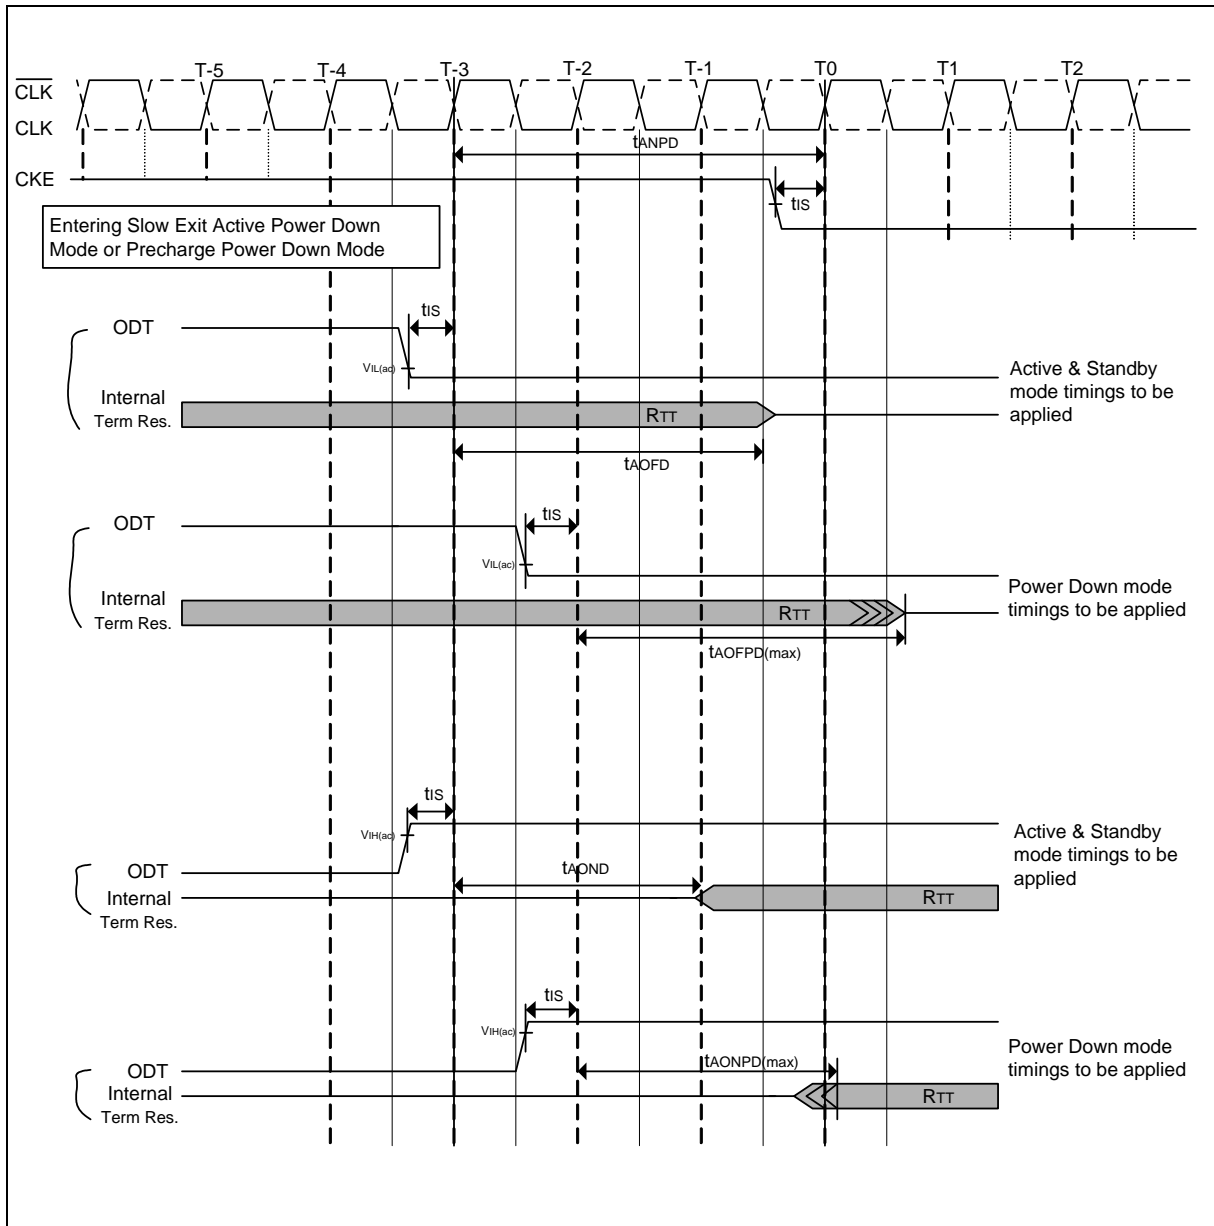 T-5 T-4 T-3 T-2 T-1 T0 T1 T2
CLK
CLK
tANPD
CKE
tIS
Entering Slow Exit Active Power Down
Mode or Precharge Power Down Mode
tIS
ODT
VIL(ac)
Active & Standby
mode timings to be
applied
Internal
Term Res.
RTT
tAOFD
tIS
ODT
VIL(ac)
Power Down mode
timings to be applied
Internal
Term Res.
RTT
tAOFPD(max)
tIS
VIH(ac)
Active & Standby
mode timings to be
applied
ODT
tAOND
Internal
Term Res.
RTT
tIS
VIH(ac)
Power Down mode
timings to be applied
tAONPD(max)
ODT
Internal
Term Res.
RTT